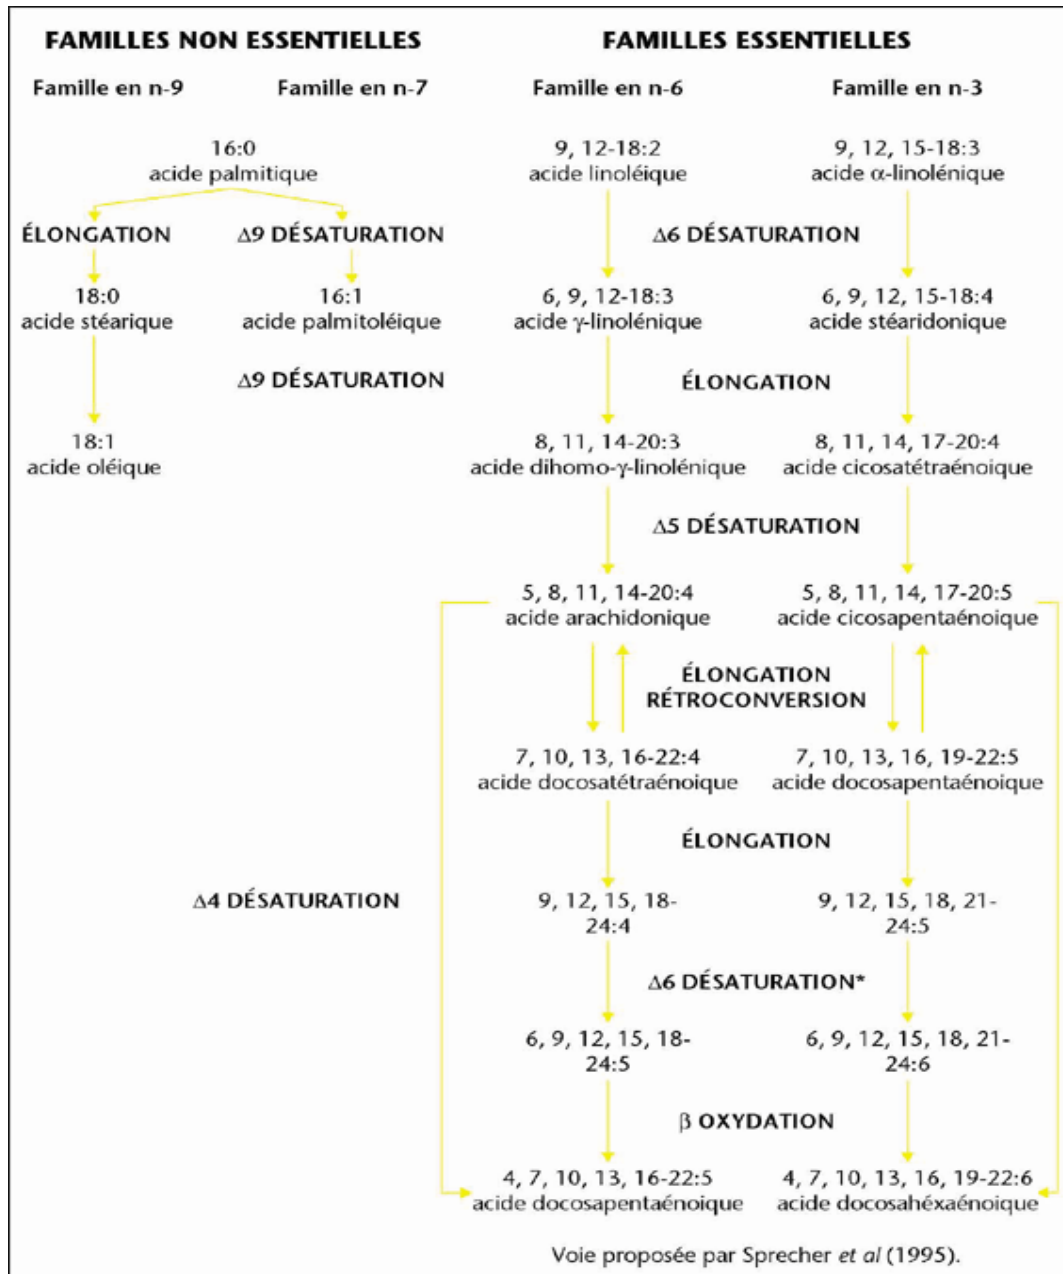 FAMILLES NON ESSENTIELLES FAMILLES ESSENTIELLES
Famille en n-9 Famille en n-7 Famille en n-6 Famille en n-3
16:0 9, 12-18:2 9, 12, 15-18:3
acide palmitique acide linoléique acide α-linolénique
ÉLONGATION Δ9 DÉSATURATION Δ6 DÉSATURATION
18:0 16:1 6, 9, 12-18:3 6, 9, 12, 15-18:4
acide stéarique acide palmitoléique acide γ-linolénique acide stéaridonique
Δ9 DÉSATURATION ÉLONGATION
18:1 8, 11, 14-20:3 8, 11, 14, 17-20:4
acide oléique acide dihomo-γ-linolénique acide cicosatétraénoique
Δ5 DÉSATURATION
5, 8, 11, 14-20:4 5, 8, 11, 14, 17-20:5
acide arachidonique acide cicosapentaénoique
ÉLONGATION
RÉTROCONVERSION
7, 10, 13, 16-22:4 7, 10, 13, 16, 19-22:5
acide docosatétraénoique acide docosapentaénoique
ÉLONGATION
Δ4 DÉSATURATION 9, 12, 15, 18- 9, 12, 15, 18, 21-
24:4 24:5
Δ6 DÉSATURATION*
6, 9, 12, 15, 18- 6, 9, 12, 15, 18, 21-
24:5 24:6
β OXYDATION
4, 7, 10, 13, 16-22:5 4, 7, 10, 13, 16, 19-22:6
acide docosapentaénoique acide docosahéxaénoique
Voie proposée par Sprecher et al (1995).